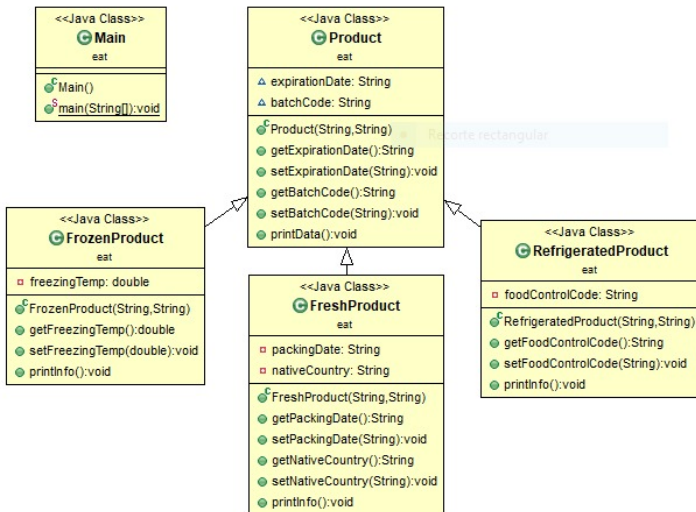 <<Java Class>>
Main
eat
Main()
main(String[]):void
<<Java Class>>
Product
eat
expirationDate: String
batchCode: String
Product(String,String)
getExpirationDate():String
setExpirationDate(String):void
getBatchCode():String
setBatchCode(String):void
printData():void
Recorte rectangular
<<Java Class>>
FrozenProduct
eat
freezingTemp: double
FrozenProduct(String,String)
getFreezingTemp():double
setFreezingTemp(double):void
printInfo():void
<<Java Class>>
FreshProduct
eat
packingDate: String
nativeCountry: String
FreshProduct(String,String)
getPackingDate():String
setPackingDate(String):void
getNativeCountry():String
setNativeCountry(String):void
printInfo():void
<<Java Class>>
RefrigeratedProduct
eat
foodControlCode: String
RefrigeratedProduct(String,String)
getFoodControlCode():String
setFoodControlCode(String):void
printInfo():void